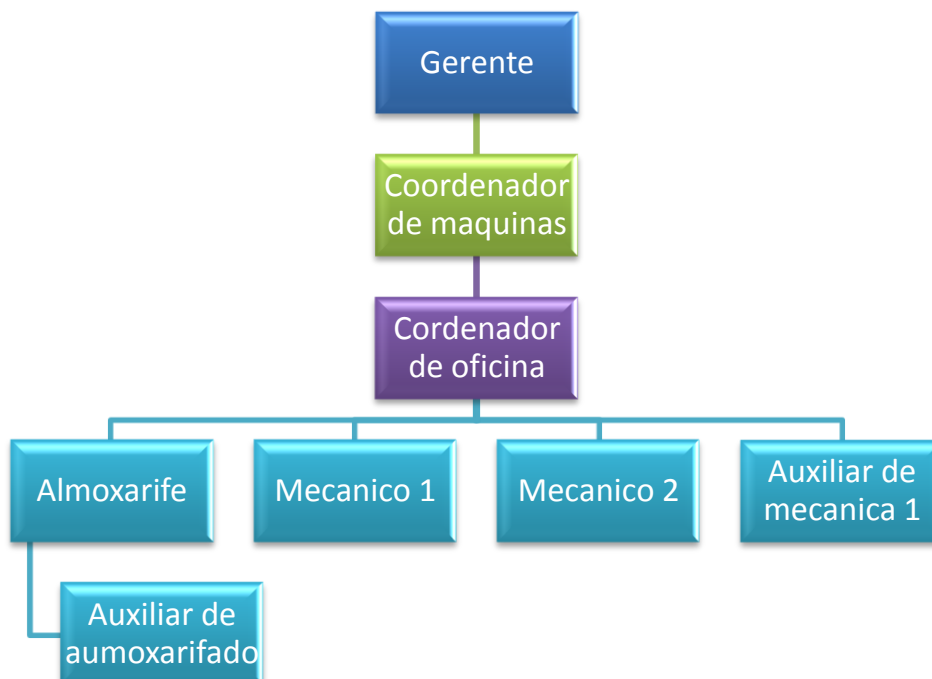 Gerente
Coordenador
de maquinas
Cordenador
de oficina
Almoxarife
Mecanico 1
Mecanico 2
Auxiliar de
mecanica 1
Auxiliar de
aumoxarifado